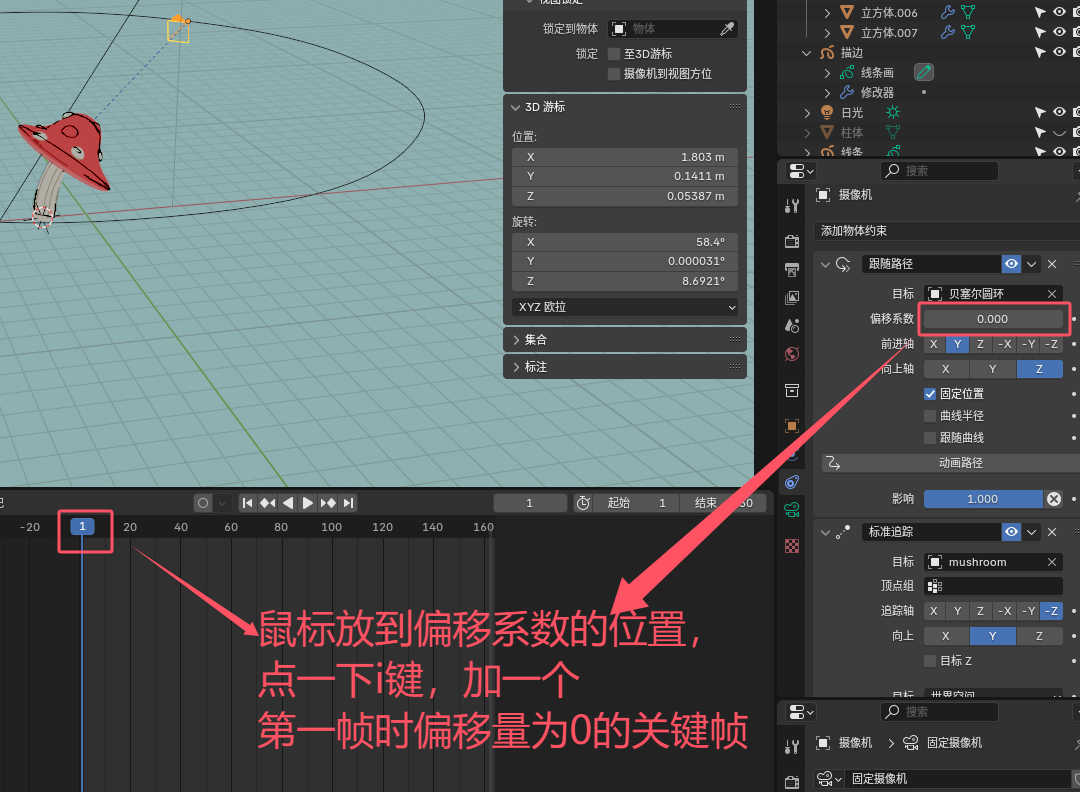 视图锁定
锁定到物体 物体
锁定 至3D游标
摄像机到视图方位
3D 游标
位置:
X 1.803 m
Y 0.1411 m
Z 0.05387 m
旋转:
X 58.4°
Y 0.000031°
Z 8.6921°
XYZ 欧拉
集合
标注
立方体.006
立方体.007
描边
线条画
修改器
日光
柱体
线条
搜索
摄像机
添加物体约束
跟随路径
目标 贝塞尔圆环
偏移系数 0.000
前进轴 X Y Z -X -Y -Z
向上轴 X Y Z
固定位置
曲线半径
跟随曲线
动画路径
影响 1.000
标准追踪
目标 mushroom
顶点组
追踪轴 X Y Z -X -Y -Z
向上 X Y Z
目标 Z
目标 世界空间
搜索
摄像机 固定摄像机
固定摄像机
1 起始 1 结束
-20 1 20 40 60 80 100 120 140 160
鼠标放到偏移系数的位置，
点一下i键，加一个
第一帧时偏移量为0的关键帧